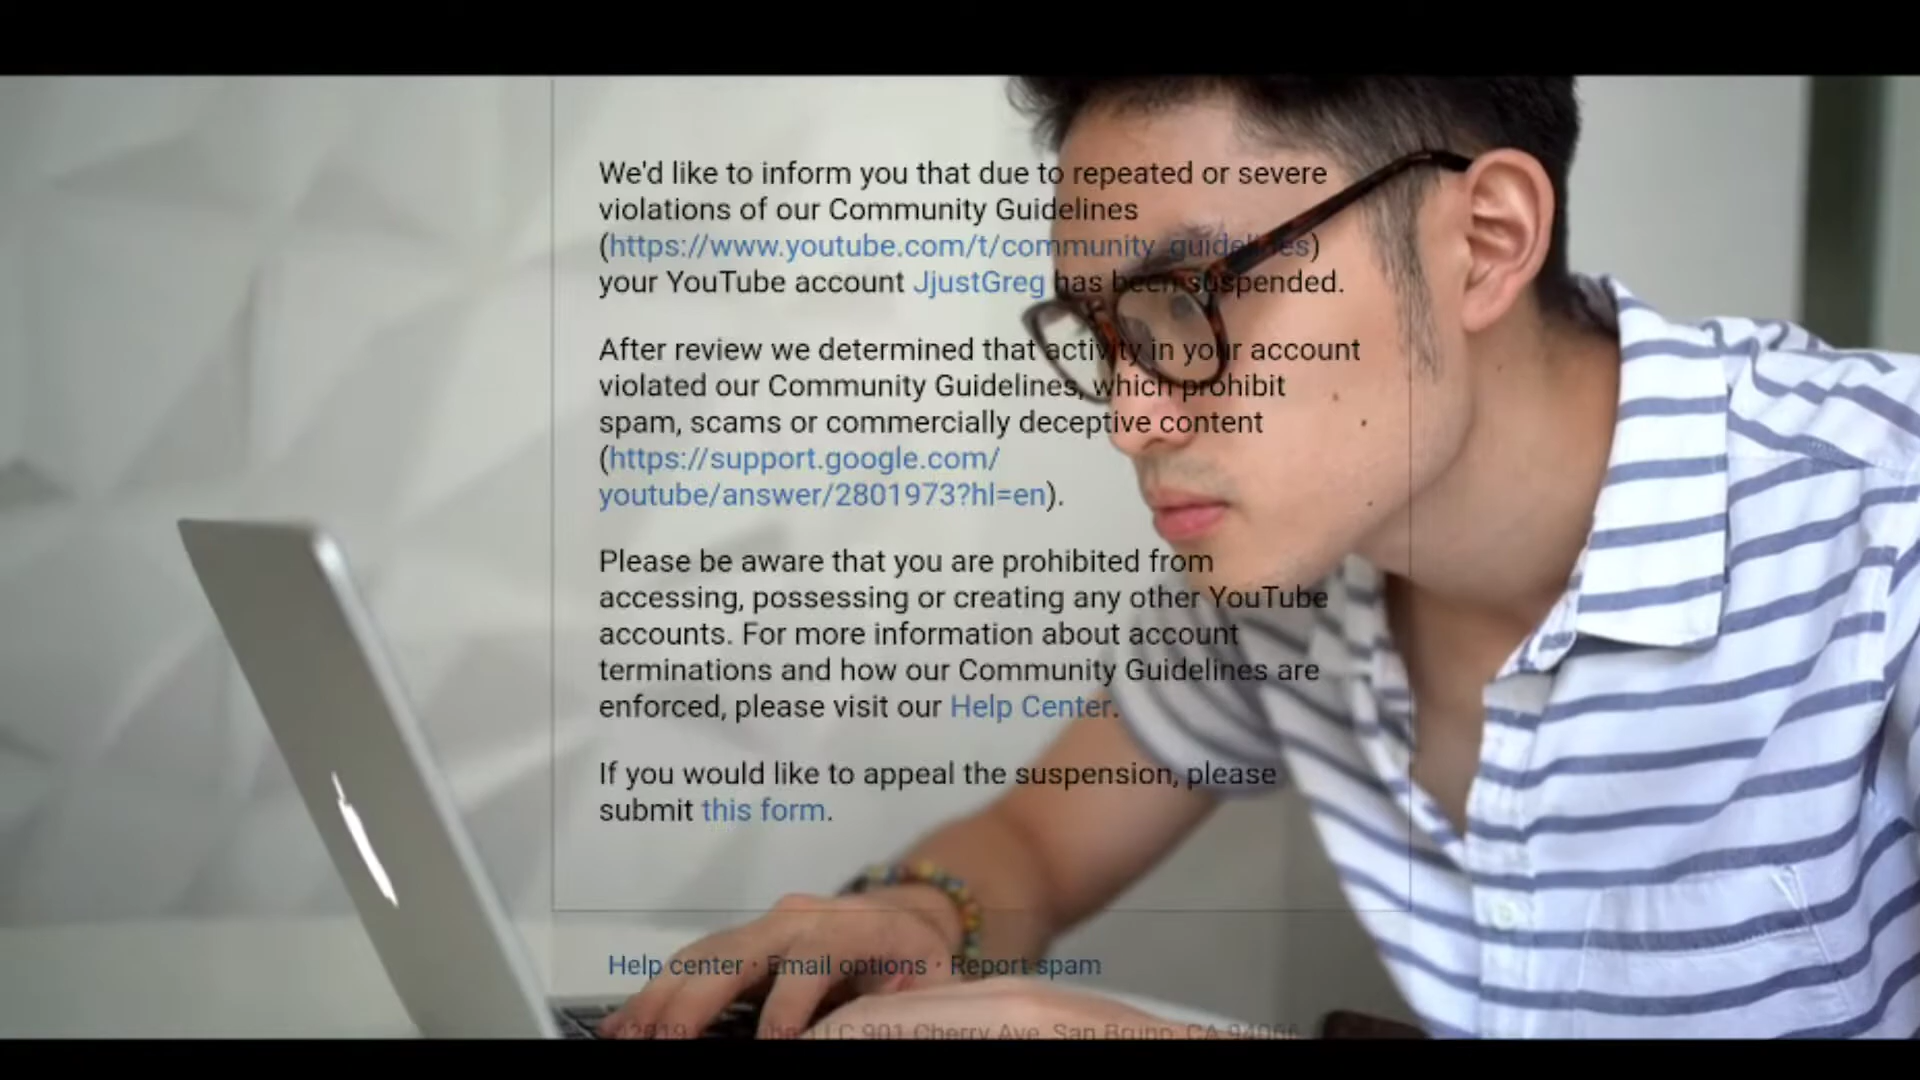 We'd like to inform you that due to repeated or severe
violations of our Community Guidelines
(https://www.youtube.com/t/community_guidelines)
your YouTube account JjustGreg has been suspended.
After review we determined that activity in your account
violated our Community Guidelines, which prohibit
spam, scams or commercially deceptive content
(https://support.google.com/
youtube/answer/2801973?hl=en).
Please be aware that you are prohibited from
accessing, possessing or creating any other YouTube
accounts. For more information about account
terminations and how our Community Guidelines are
enforced, please visit our Help Center.
If you would like to appeal the suspension, please
submit this form.
Help center · Email options · Report spam
LLC 901 Cherry Ave, San Bruno, CA 94066